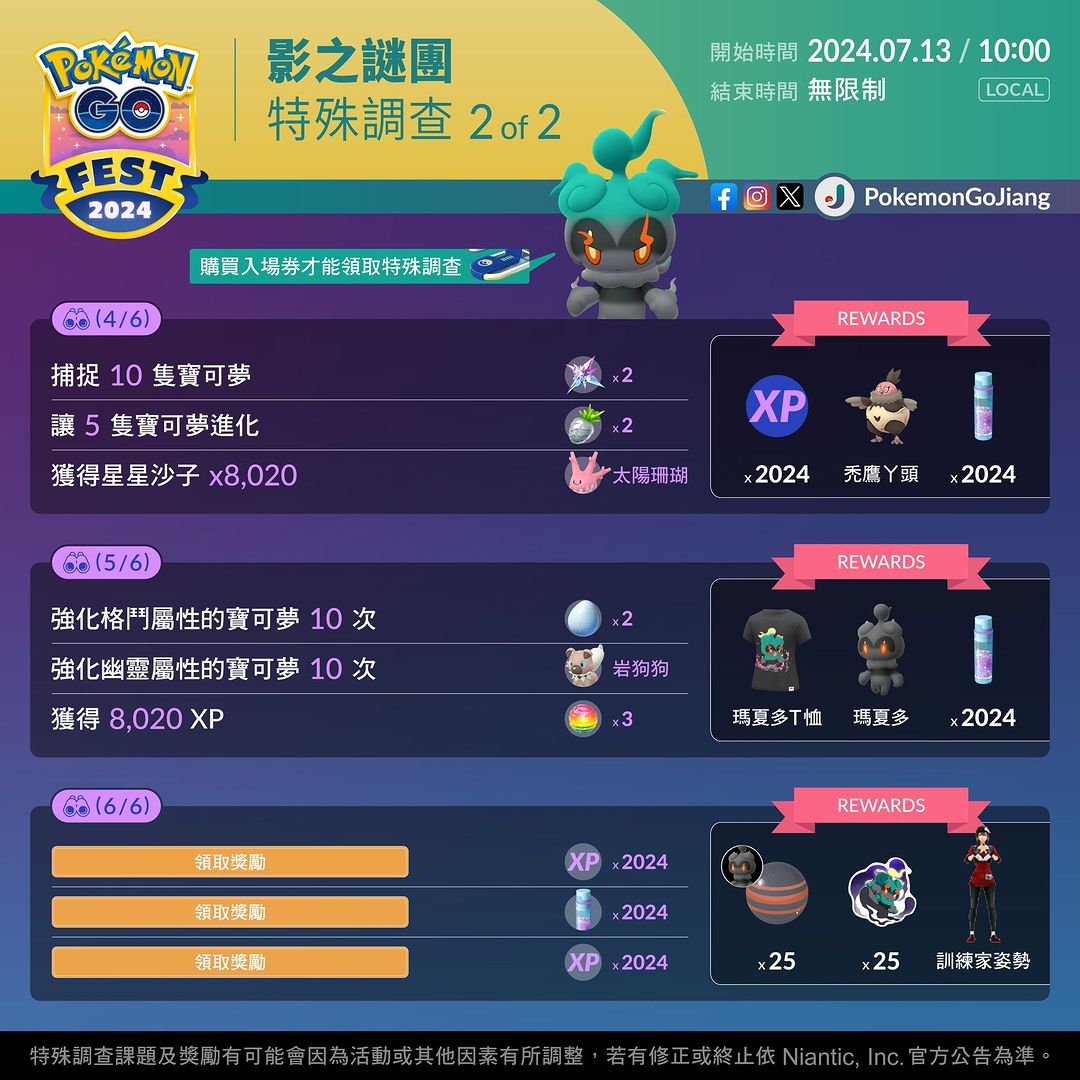 POKÉMON
GO
FEST
2024
影之謎團
特殊調查 2 of 2
開始時間 2024.07.13 / 10:00
結束時間 無限制 LOCAL
PokemonGoJiang
購買入場券才能領取特殊調查
(4/6)
REWARDS
捕捉 10 隻寶可夢 x2
讓 5 隻寶可夢進化 x2
獲得星星沙子 x8,020 太陽珊瑚
XP
x2024 禿鷹丫頭 x2024
(5/6)
REWARDS
強化格鬥屬性的寶可夢 10 次 x2
強化幽靈屬性的寶可夢 10 次 岩狗狗
獲得 8,020 XP x3
瑪夏多T恤 瑪夏多 x2024
(6/6)
REWARDS
領取獎勵 XP x2024
領取獎勵 x2024
領取獎勵 XP x2024
x25 x25 訓練家姿勢
特殊調查課題及獎勵有可能會因為活動或其他因素有所調整，若有修正或終止依 Niantic, Inc. 官方公告為準。